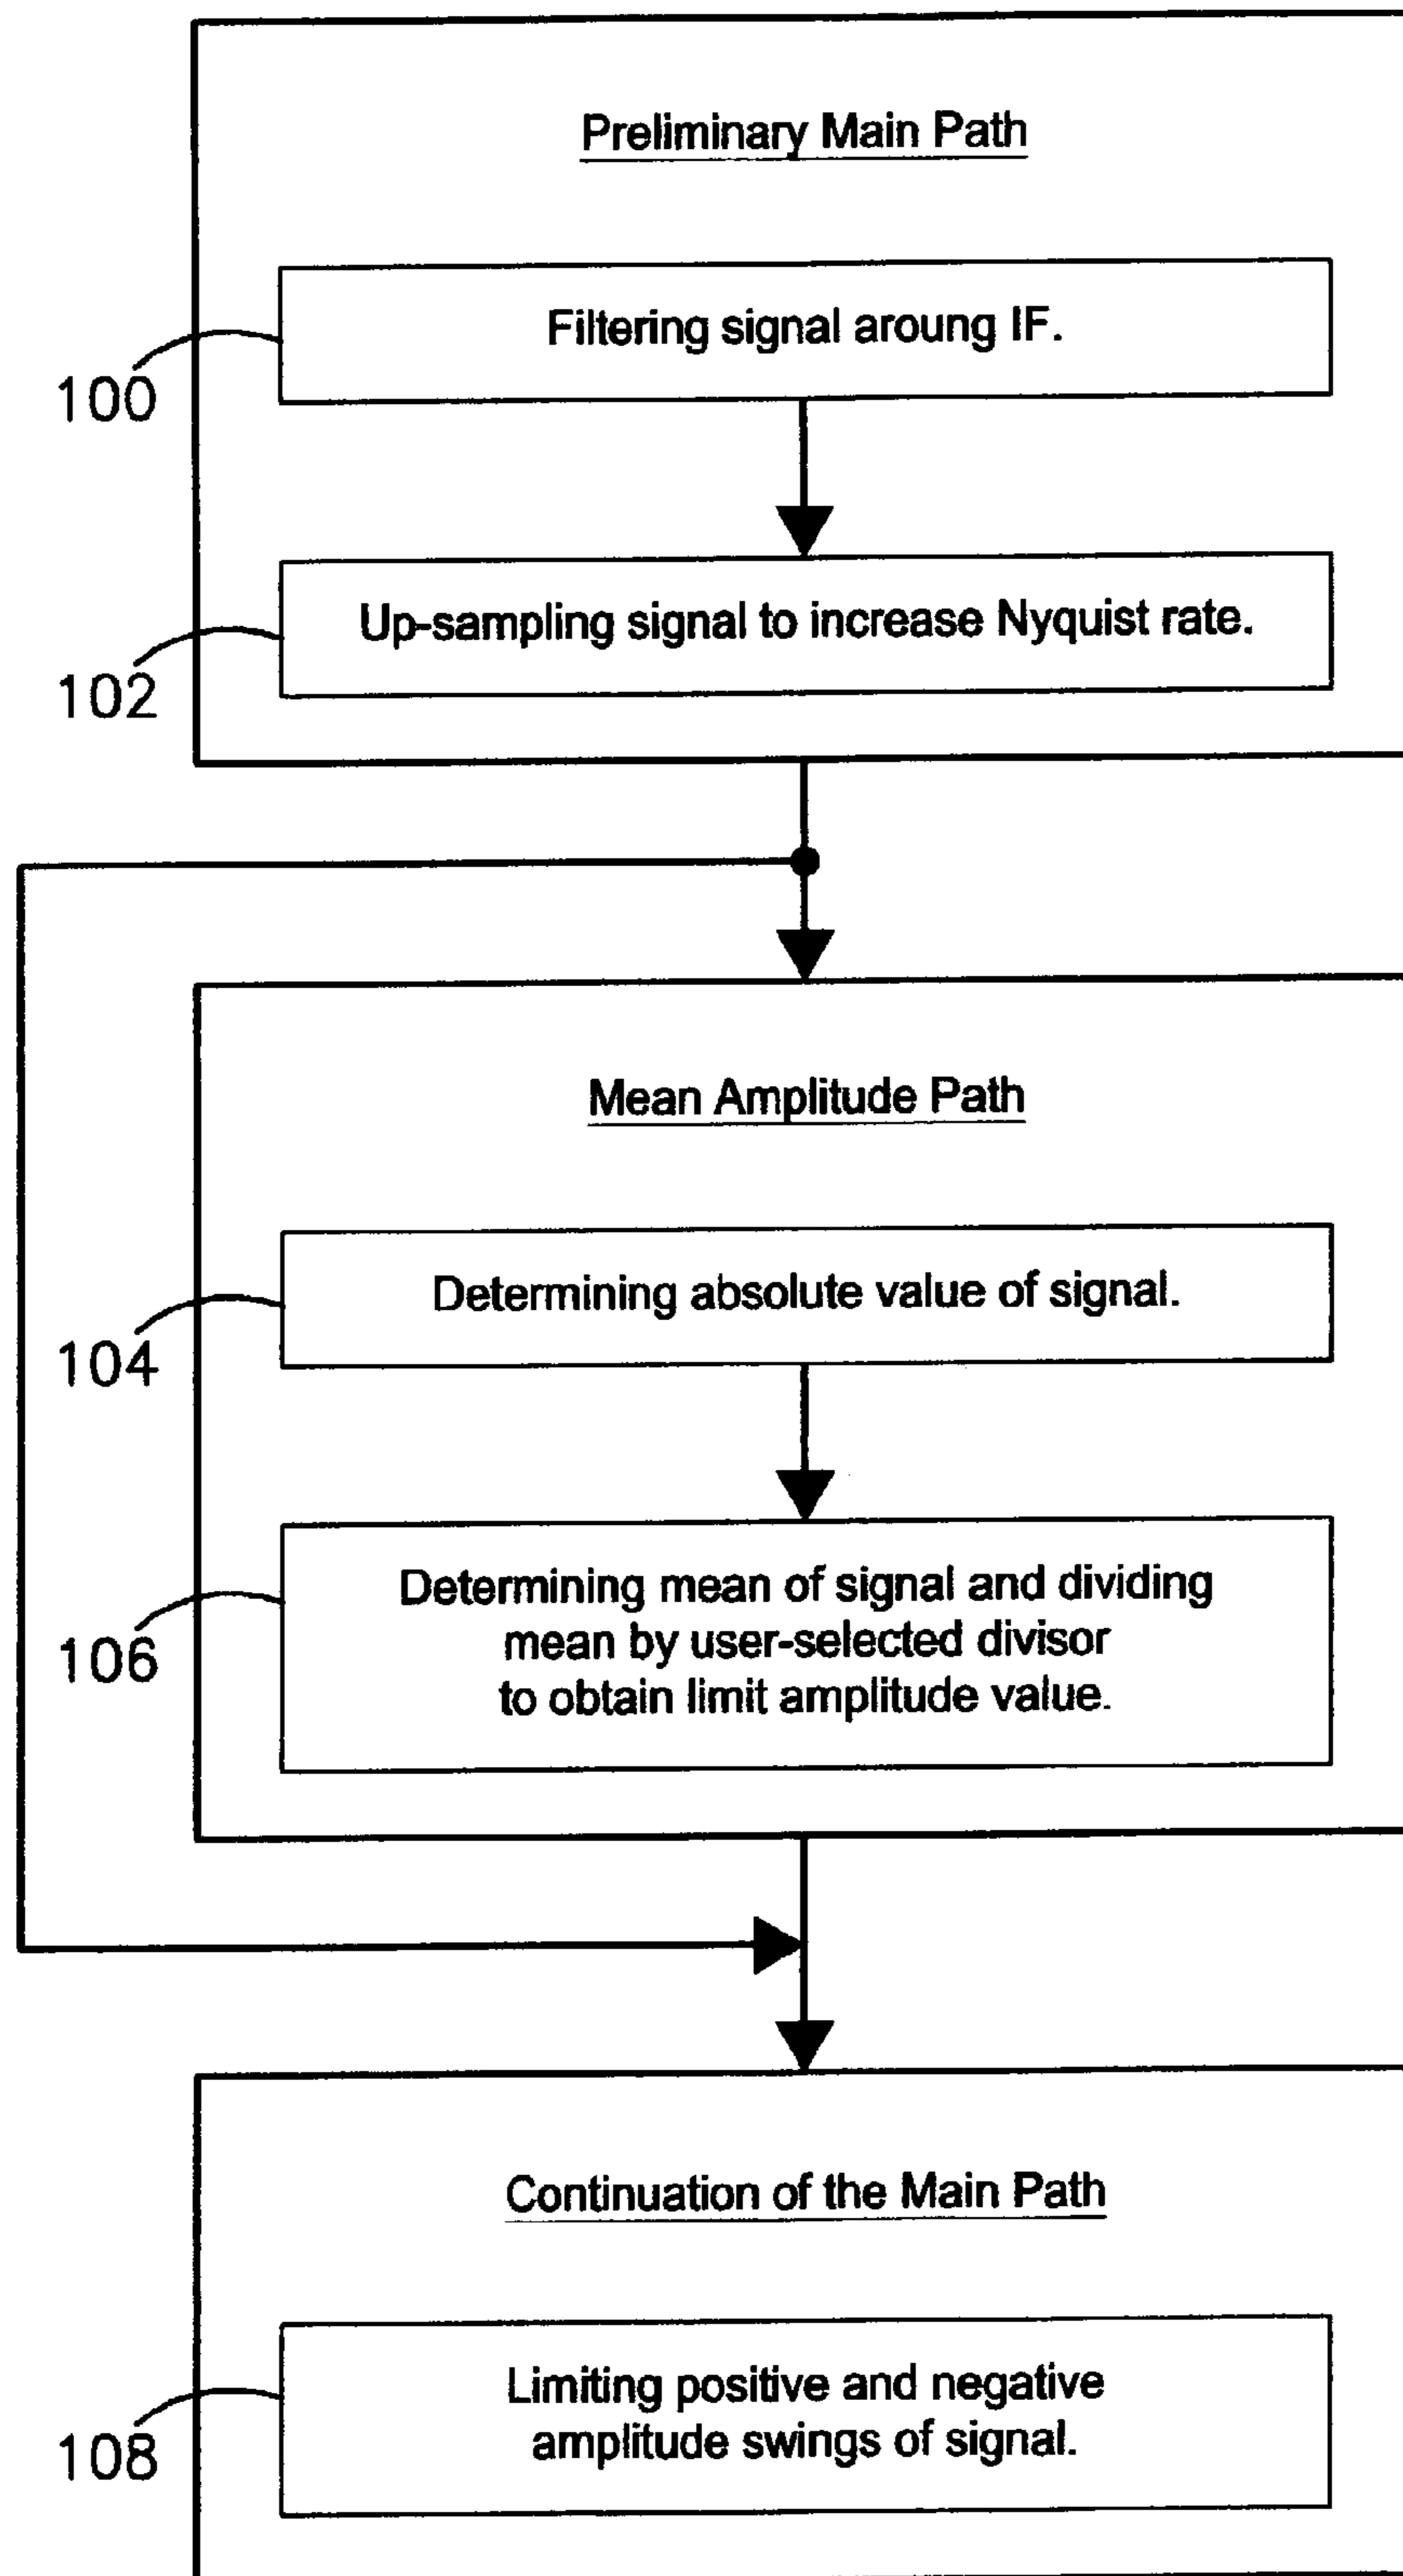 Preliminary Main Path
Filtering signal aroung IF.
100
Up-sampling signal to increase Nyquist rate.
102
Mean Amplitude Path
Determining absolute value of signal.
104
Determining mean of signal and dividing
mean by user-selected divisor
to obtain limit amplitude value.
106
Continuation of the Main Path
Limiting positive and negative
amplitude swings of signal.
108